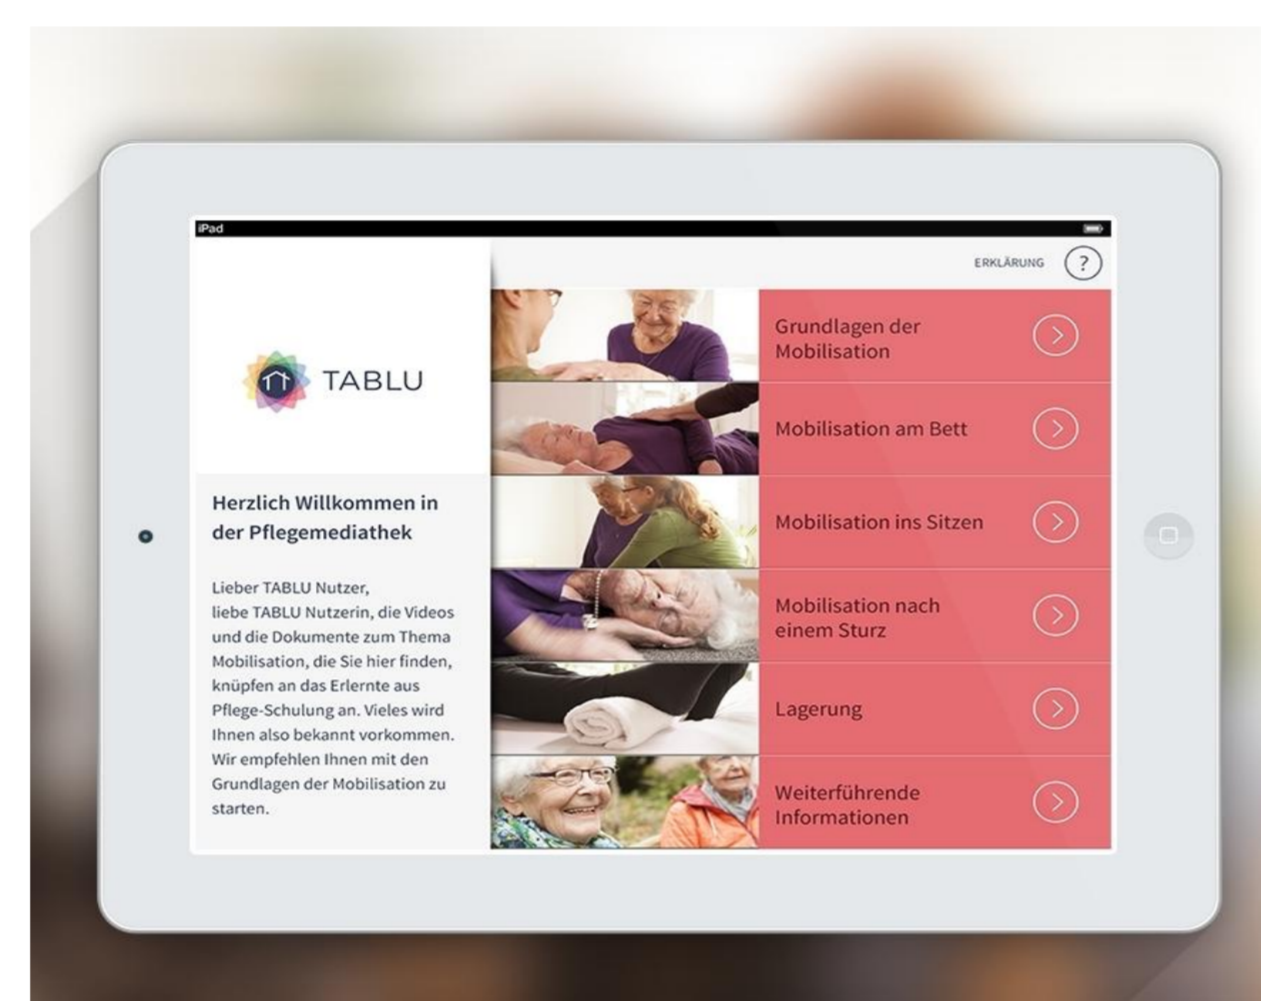 iPad
ERKLÄRUNG
?
TABLU
Herzlich Willkommen in
der Pflegemediathek
Lieber TABLU Nutzer,
liebe TABLU Nutzerin, die Videos
und die Dokumente zum Thema
Mobilisation, die Sie hier finden,
knüpfen an das Erlernte aus
Pflege-Schulung an. Vieles wird
Ihnen also bekannt vorkommen.
Wir empfehlen Ihnen mit den
Grundlagen der Mobilisation zu
starten.
Grundlagen der
Mobilisation
Mobilisation am Bett
Mobilisation ins Sitzen
Mobilisation nach
einem Sturz
Lagerung
Weiterführende
Informationen